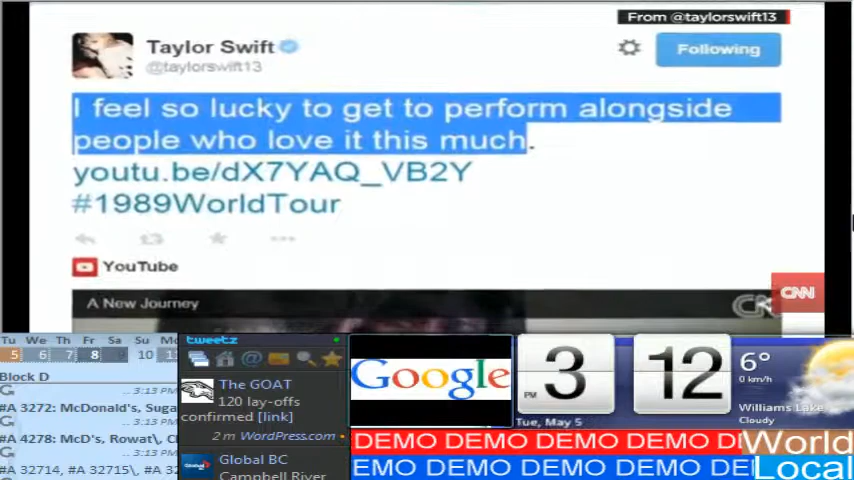 From @taylorswift13
Taylor Swift
@taylorswift13
Following
I feel so lucky to get to perform alongside
people who love it this much.
youtu.be/dX7YAQ_VB2Y
#1989WorldTour
YouTube
A New Journey
CNN
Tu We Th Fr Sa Su Mo
5 6 7 8 9 10 11
Block D
.. 3:13 PM
#A 3272: McDonald's, Suga
.. 3:13 PM
#A 4278: McD's, Rowat\, C
.. 3:13 PM
#A 32714, #A 32715\, #A 32
tweetz
The GOAT
120 lay-offs
confirmed [link]
2 m WordPress.com
Global BC
Campbell River
Google
PM
3 12
Tue, May 5
6°
0 km/h
Williams Lake
Cloudy
DEMO DEMO DEMO DEMO DEMO World
EMO DEMO DEMO DEMO DEMO DE Local